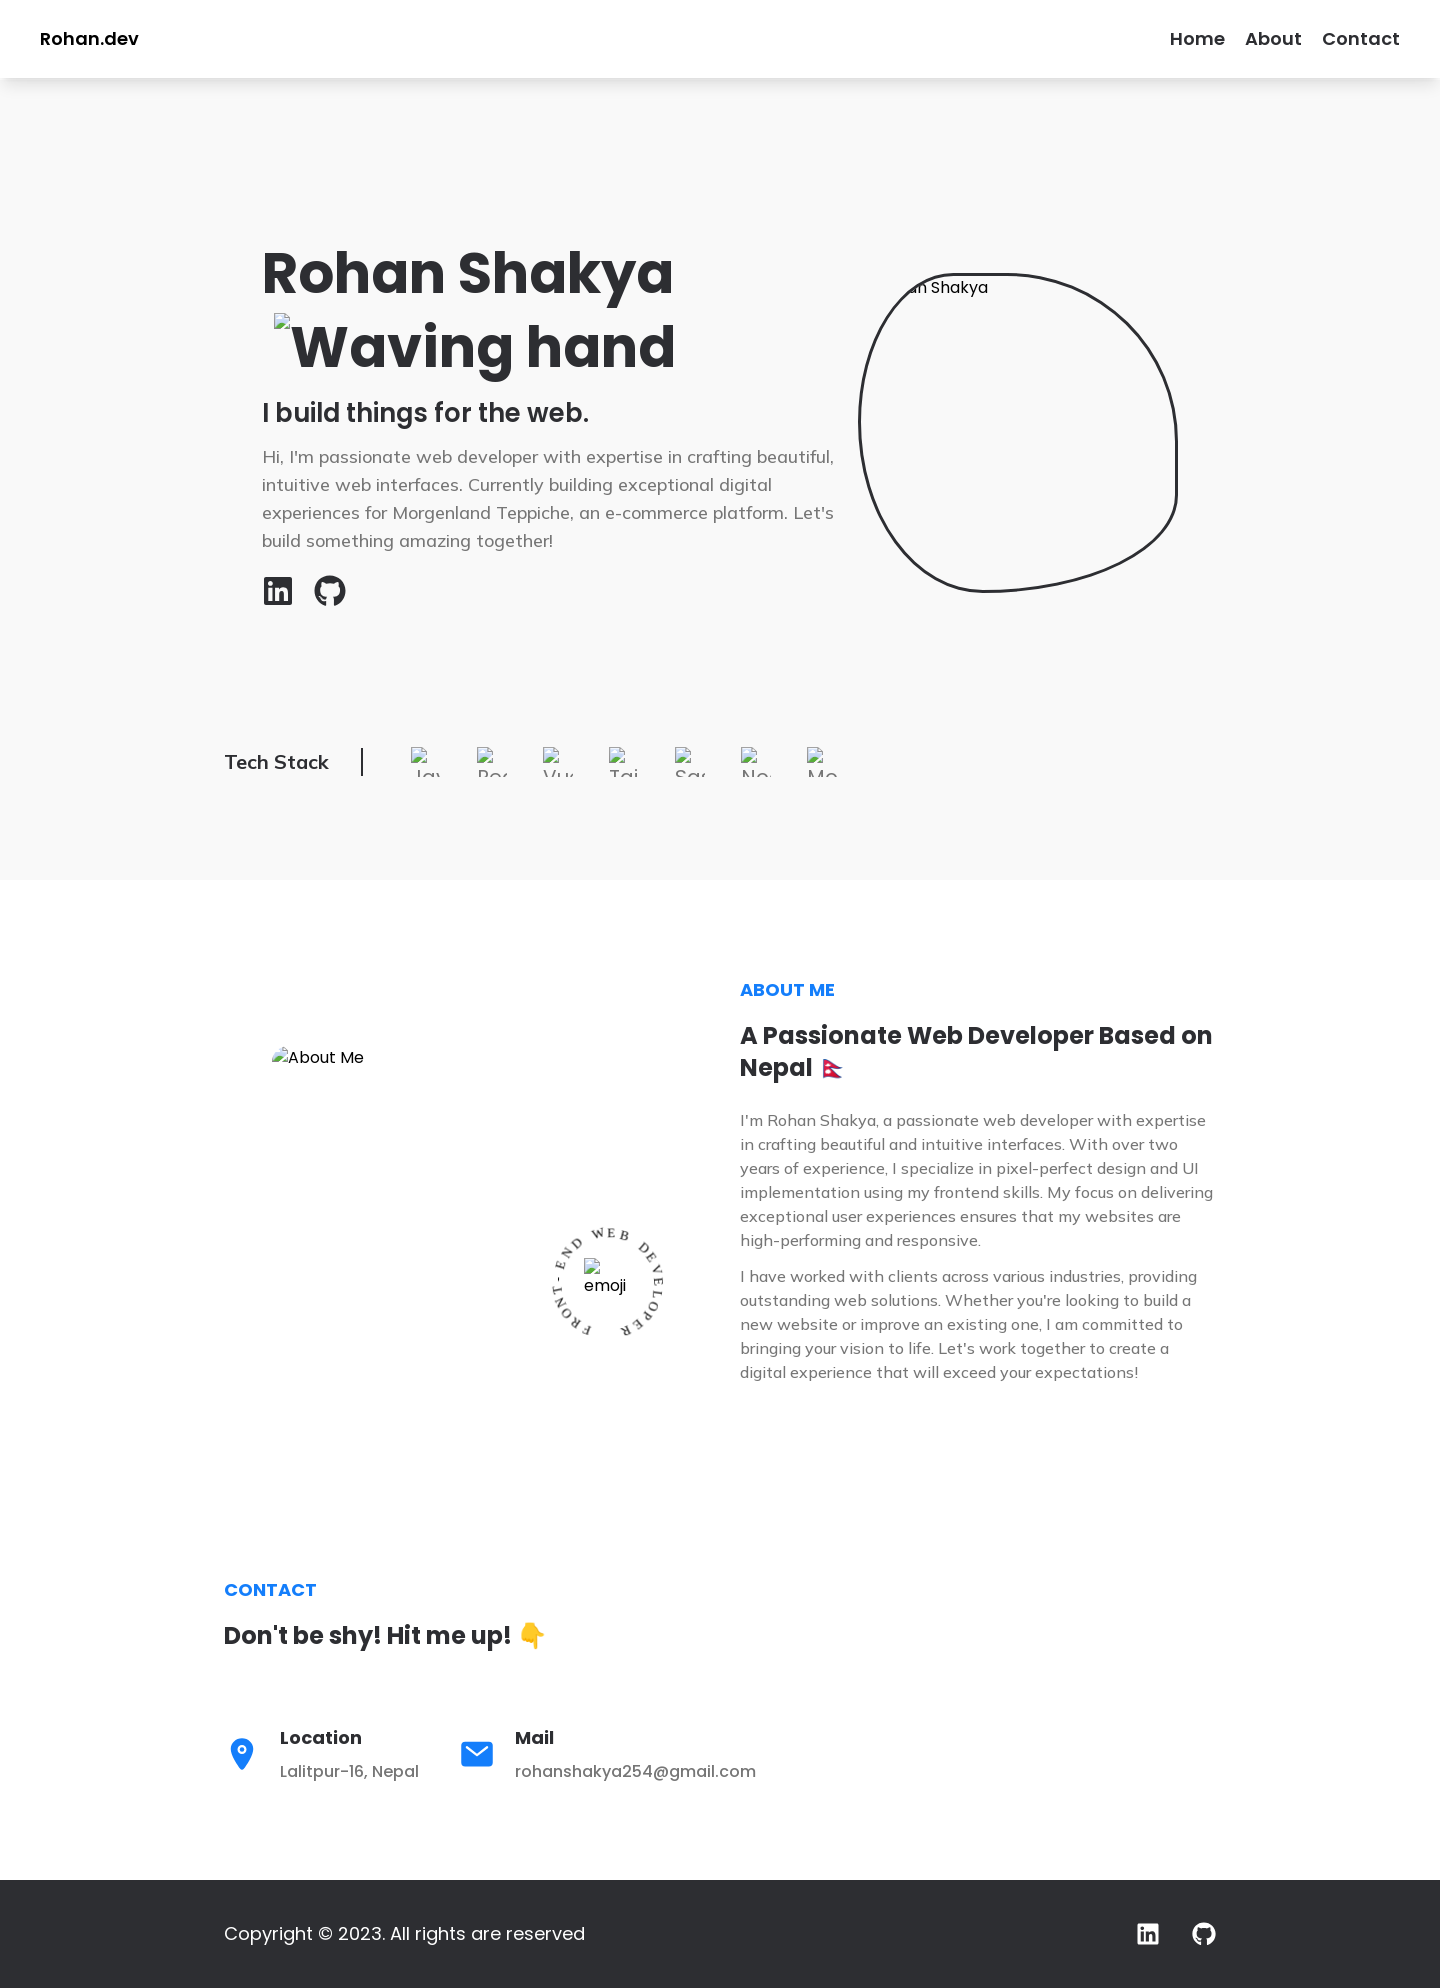 Rohan.dev
Home About Contact
Rohan Shakya
Waving hand
I build things for the web.
Hi, I'm passionate web developer with expertise in crafting beautiful,
intuitive web interfaces. Currently building exceptional digital
experiences for Morgenland Teppiche, an e-commerce platform. Let's
build something amazing together!
Shakya
Tech Stack
ABOUT ME
A Passionate Web Developer Based on
Nepal 🇳🇵
About Me
I'm Rohan Shakya, a passionate web developer with expertise
in crafting beautiful and intuitive interfaces. With over two
years of experience, I specialize in pixel-perfect design and UI
implementation using my frontend skills. My focus on delivering
exceptional user experiences ensures that my websites are
high-performing and responsive.
I have worked with clients across various industries, providing
outstanding web solutions. Whether you're looking to build a
new website or improve an existing one, I am committed to
bringing your vision to life. Let's work together to create a
digital experience that will exceed your expectations!
FRONT-END WEB DEVELOPER
emoji
CONTACT
Don't be shy! Hit me up! 👇
Location
Lalitpur-16, Nepal
Mail
rohanshakya254@gmail.com
Copyright © 2023. All rights are reserved